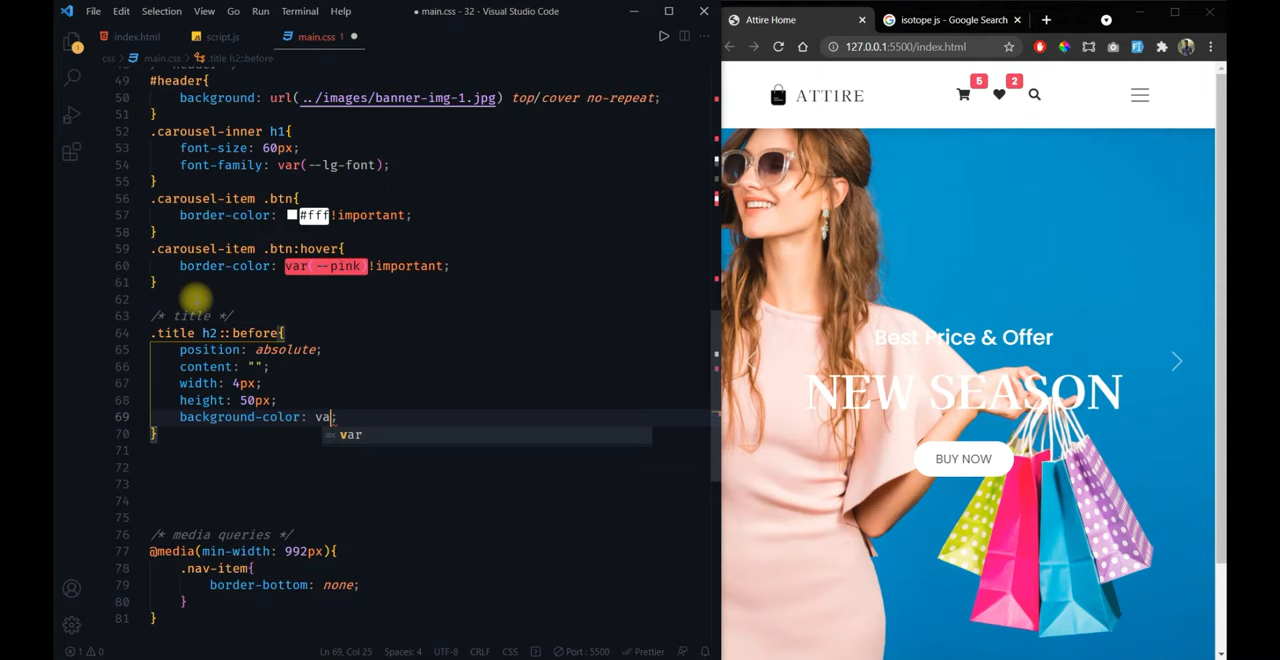 File Edit Selection View Go Run Terminal Help
● main.css - 32 - Visual Studio Code
index.html script.js main.css 1 ●
css > main.css > .title h2::before
48 /* header */
49 #header{
50 background: url(../images/banner-img-1.jpg) top/cover no-repeat;
51 }
52 .carousel-inner h1{
53 font-size: 60px;
54 font-family: var(--lg-font);
55 }
56 .carousel-item .btn{
57 border-color: #fff!important;
58 }
59 .carousel-item .btn:hover{
60 border-color: var(--pink)!important;
61 }
62
63 /* title */
64 .title h2::before{
65 position: absolute;
66 content: "";
67 width: 4px;
68 height: 50px;
69 background-color: va;
abc var
70 }
71
72
73
74
75
76 /* media queries */
77 @media(min-width: 992px){
78 .nav-item{
79 border-bottom: none;
80 }
81 }
1 0 Ln 69, Col 25 Spaces: 4 UTF-8 CRLF CSS Port : 5500 Prettier
Attire Home
isotope js - Google Search
127.0.0.1:5500/index.html
ATTIRE
5 2
Best Price & Offer
NEW SEASON
BUY NOW